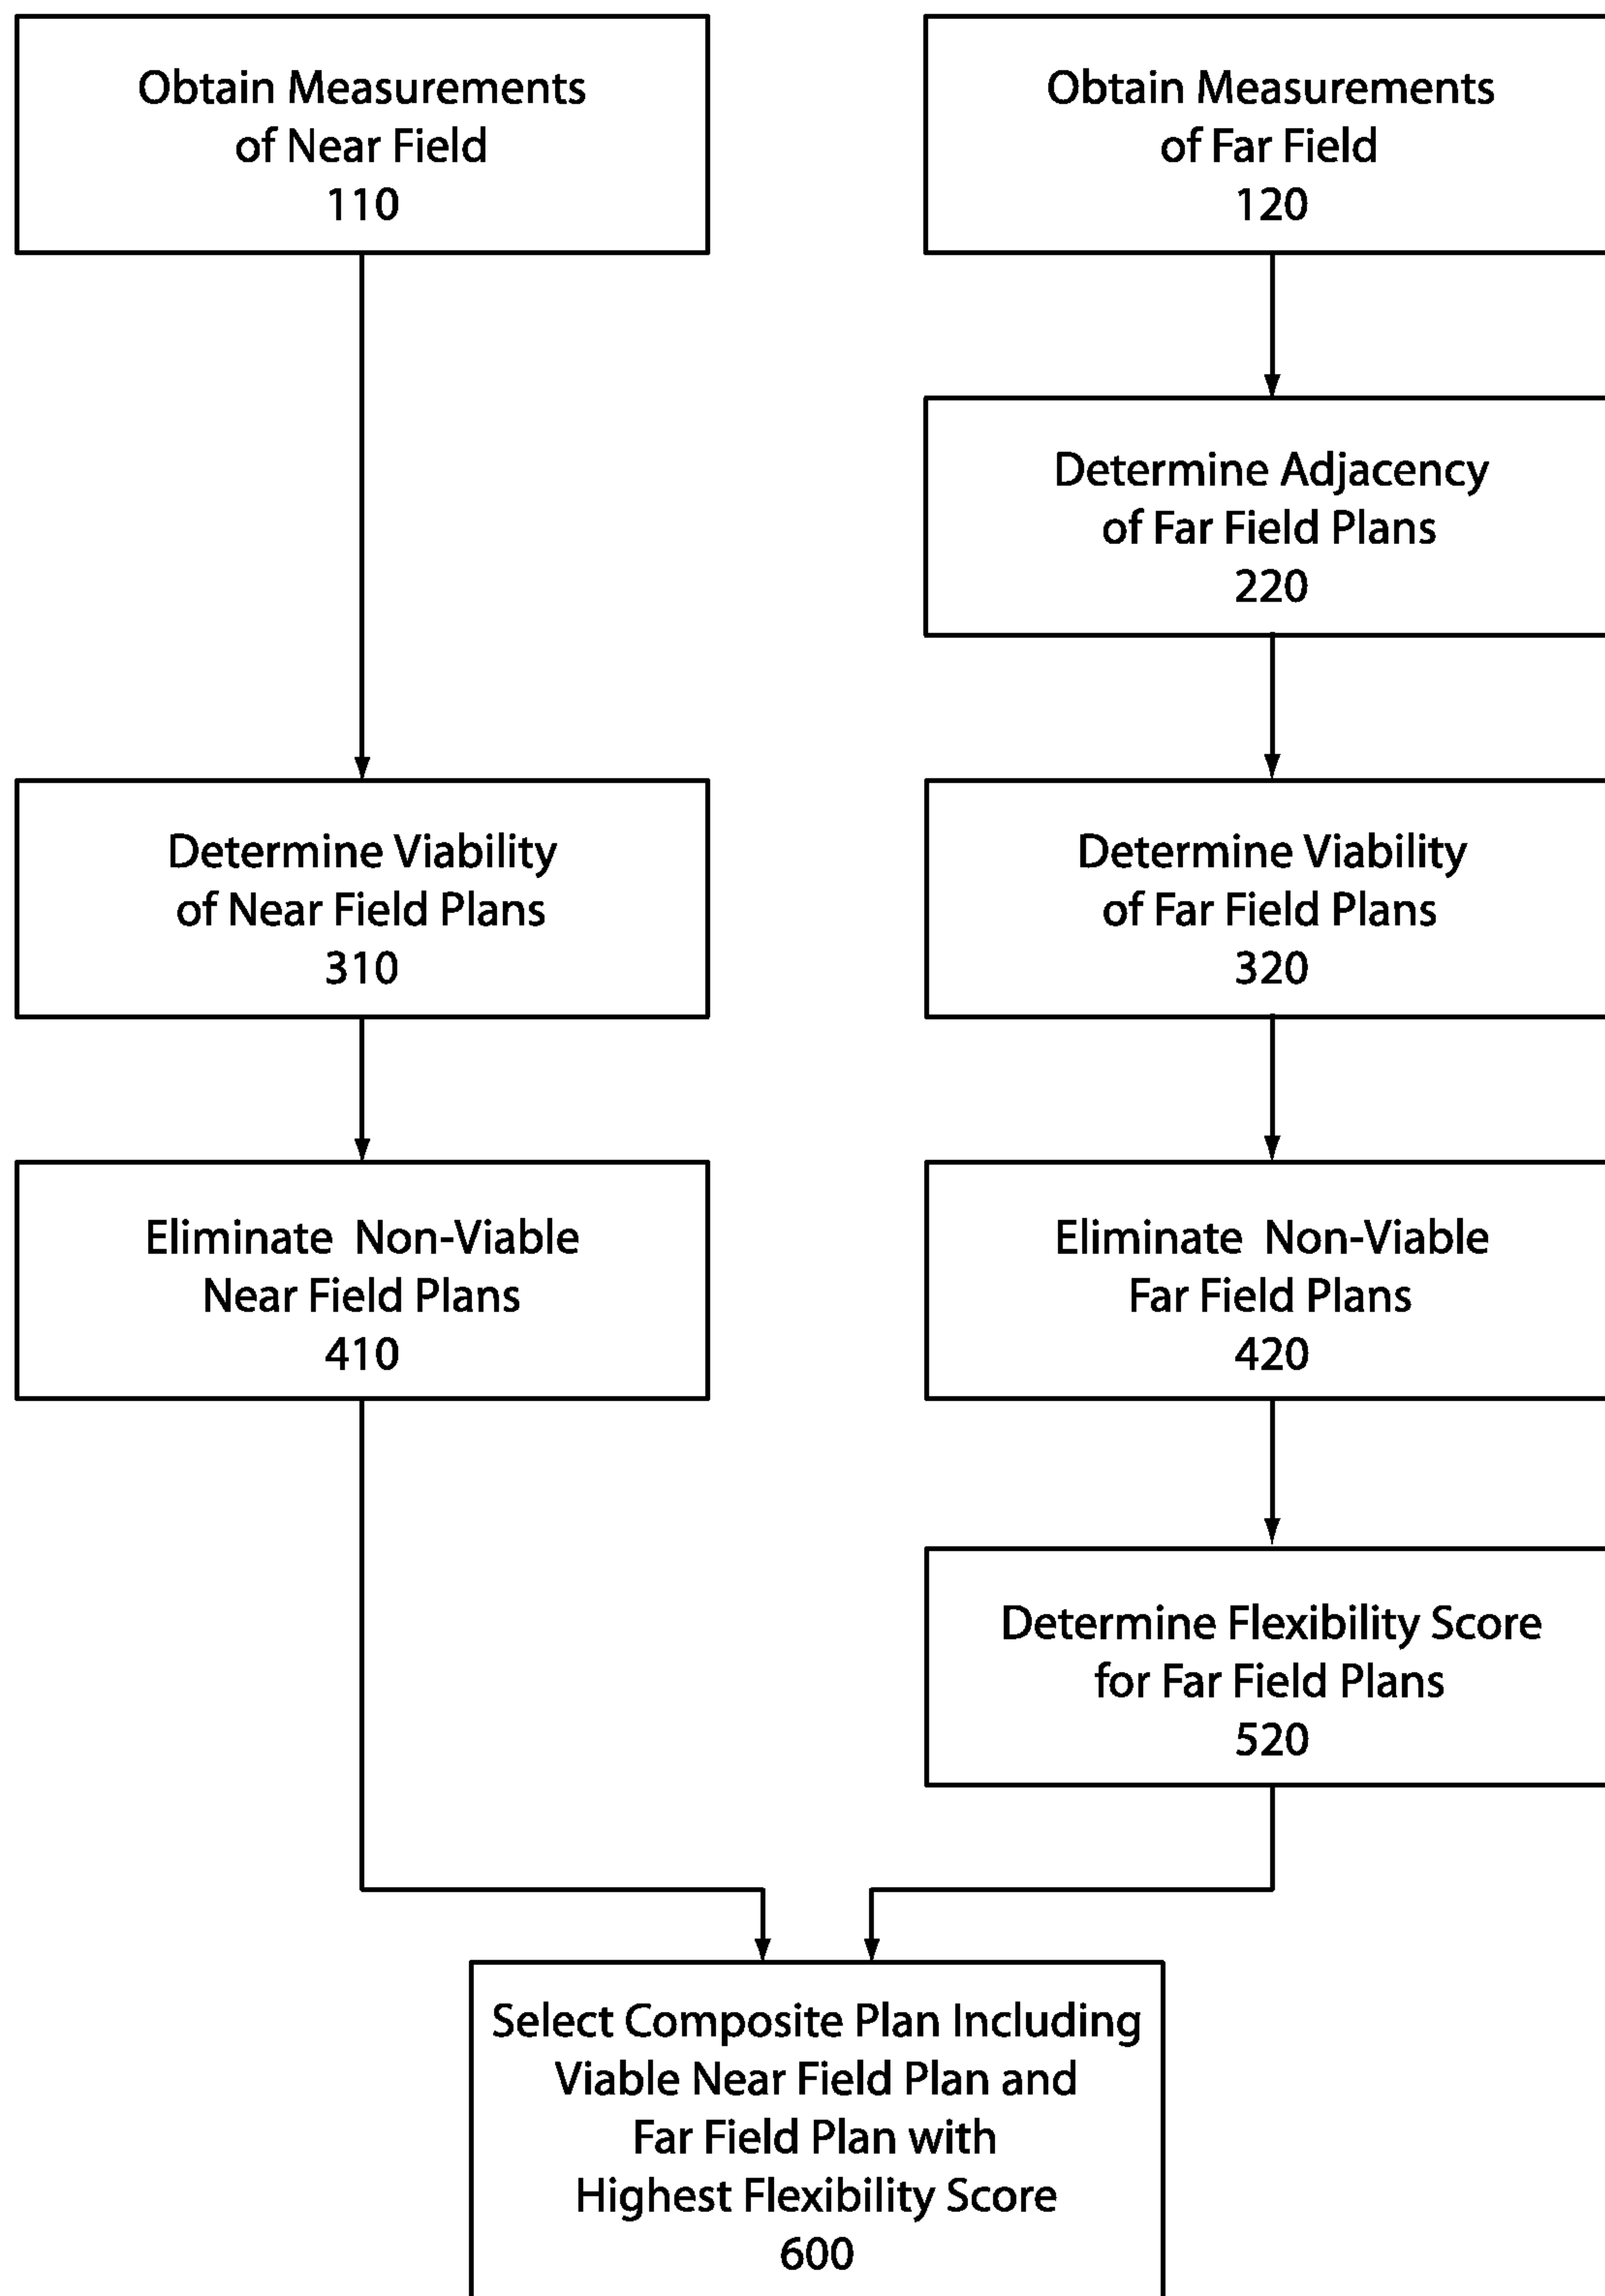 Obtain Measurements
of Near Field
110
Obtain Measurements
of Far Field
120
Determine Adjacency
of Far Field Plans
220
Determine Viability
of Near Field Plans
310
Determine Viability
of Far Field Plans
320
Eliminate  Non-Viable
Near Field Plans
410
Eliminate  Non-Viable
Far Field Plans
420
Determine Flexibility Score
for Far Field Plans
520
Select Composite Plan Including
Viable Near Field Plan and
Far Field Plan with
Highest Flexibility Score
600